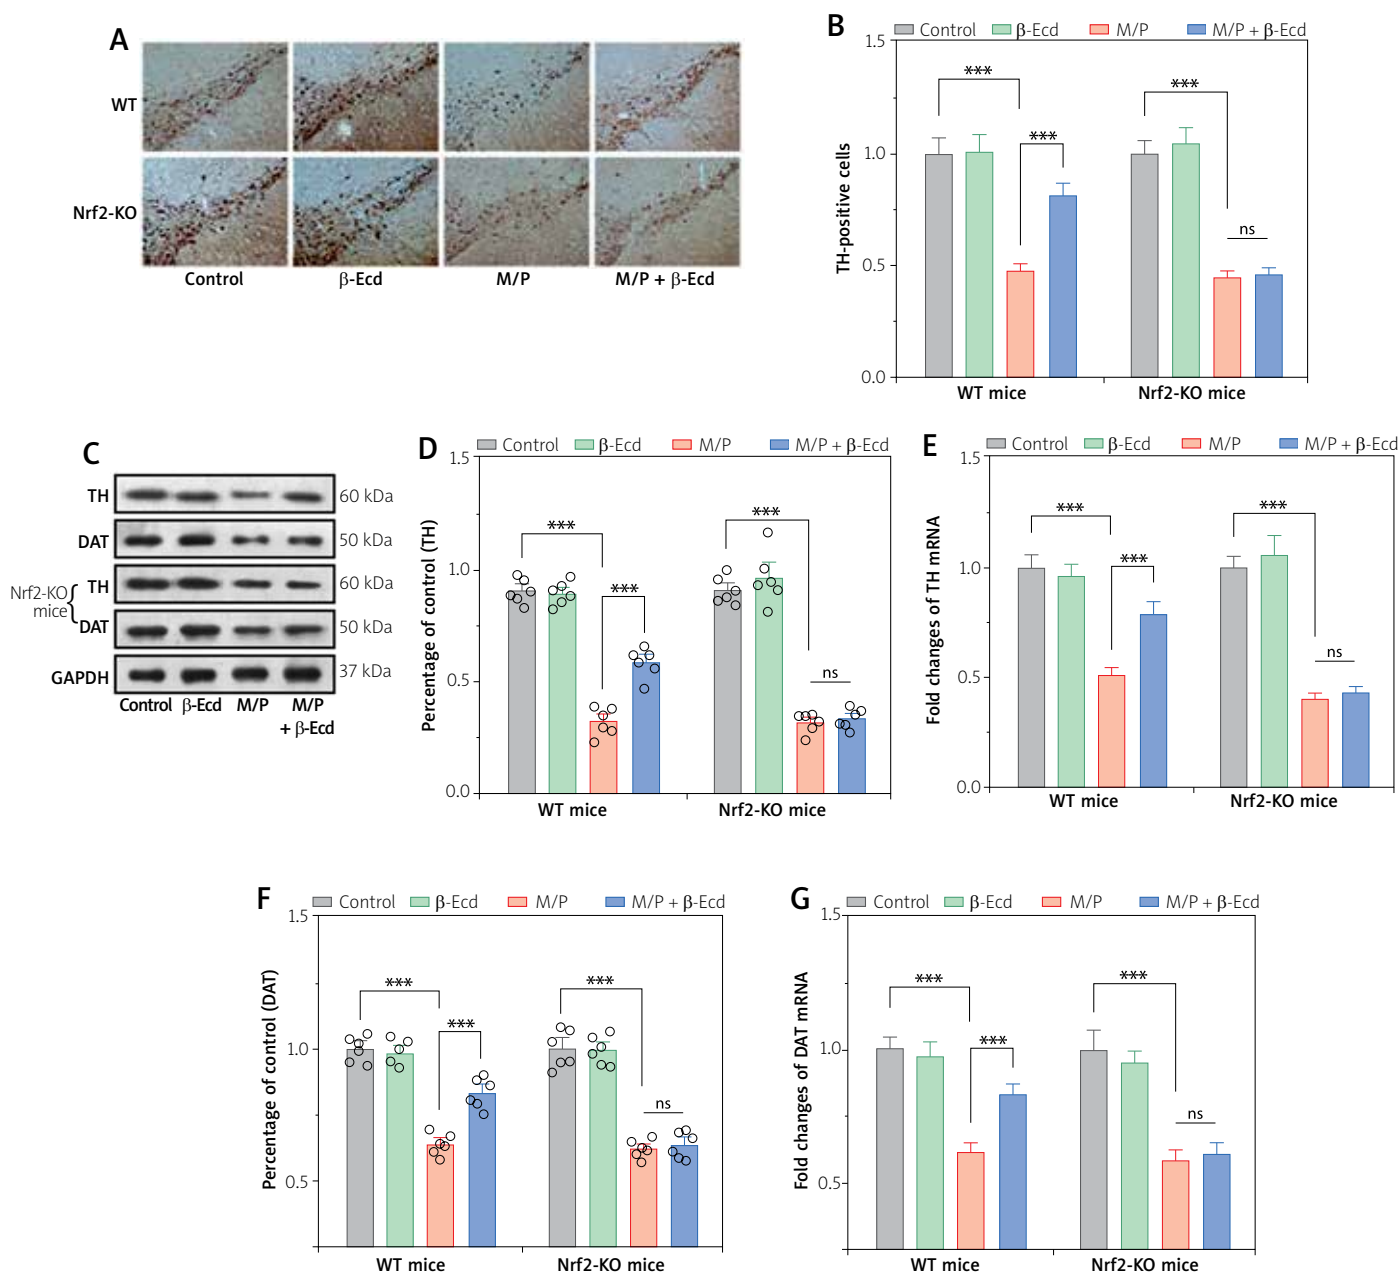 A
WT
Nrf2-KO
Control β-Ecd M/P M/P + β-Ecd
B
Control β-Ecd M/P M/P + β-Ecd
TH-positive cells
1.5
1.0
0.5
0.0
***
***
***
ns
WT mice Nrf2-KO mice
C
TH 60 kDa
DAT 50 kDa
Nrf2-KO
mice
TH 60 kDa
DAT 50 kDa
GAPDH 37 kDa
Control β-Ecd M/P M/P
+ β-Ecd
D
Control β-Ecd M/P M/P + β-Ecd
Percentage of control (TH)
1.5
1.0
0.5
0.0
***
***
***
ns
WT mice Nrf2-KO mice
E
Control β-Ecd M/P M/P + β-Ecd
Fold changes of TH mRNA
1.5
1.0
0.5
0.0
***
***
***
ns
WT mice Nrf2-KO mice
F
Control β-Ecd M/P M/P + β-Ecd
Percentage of control (DAT)
1.5
1.0
0.5
***
***
***
ns
WT mice Nrf2-KO mice
G
Control β-Ecd M/P M/P + β-Ecd
Fold changes of DAT mRNA
1.5
1.0
0.5
***
***
***
ns
WT mice Nrf2-KO mice